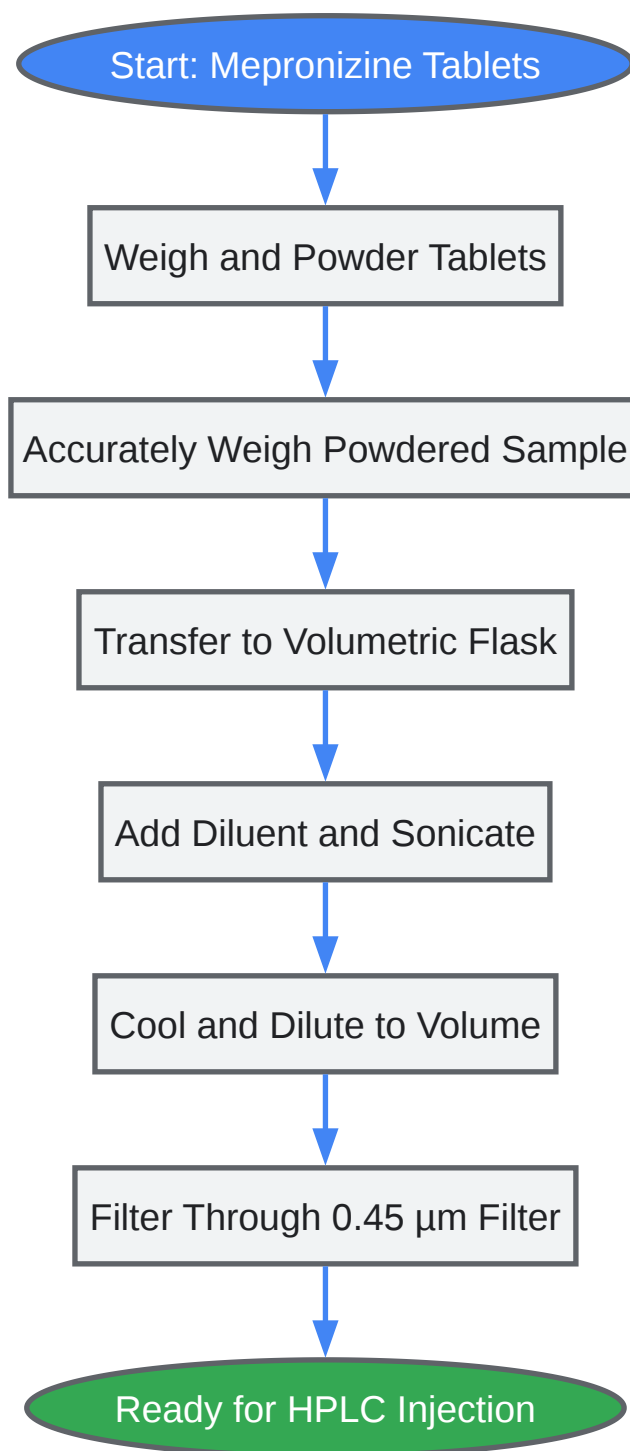 Start: Mepronizine Tablets
Weigh and Powder Tablets
Accurately Weigh Powdered Sample
Transfer to Volumetric Flask
Add Diluent and Sonicate
Cool and Dilute to Volume
Filter Through 0.45 µm Filter
Ready for HPLC Injection